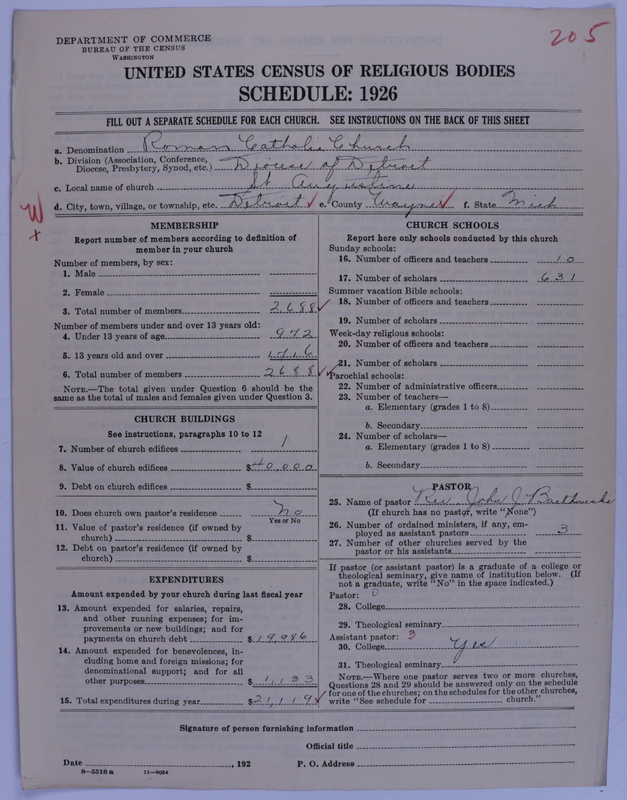 DEPARTMENT OF COMMERCE
BUREAU OF THE CENSUS
WASHINGTON
205
UNITED STATES CENSUS OF RELIGIOUS BODIES
SCHEDULE: 1926
FILL OUT A SEPARATE SCHEDULE FOR EACH CHURCH. SEE INSTRUCTIONS ON THE BACK OF THIS SHEET
a. Denomination Roman Catholic Church
b. Division (Association, Conference, Diocese, Presbytery, Synod, etc.) Diocese of Detroit
c. Local name of church St. Augustine
d. City, town, village, or township, etc. Detroit ✓ e. County Wayne ✓ f. State Mich
W
x
MEMBERSHIP
Report number of members according to definition of
member in your church
Number of members, by sex:
1. Male
2. Female
3. Total number of members 2688 ✓
Number of members under and over 13 years old:
4. Under 13 years of age 972
5. 13 years old and over 1716
6. Total number of members 2688 ✓
NOTE.—The total given under Question 6 should be the
same as the total of males and females given under Question 3.
CHURCH BUILDINGS
See instructions, paragraphs 10 to 12
7. Number of church edifices 1
8. Value of church edifices $40,000
9. Debt on church edifices $
10. Does church own pastor's residence No
Yes or No
11. Value of pastor's residence (if owned by
church) $
12. Debt on pastor's residence (if owned by
church) $
EXPENDITURES
Amount expended by church during last fiscal year
13. Amount expended for salaries, repairs,
and other running expenses; for im-
provements or new buildings; and for
payments on church debt $19,986
14. Amount expended for benevolences, in-
cluding home and foreign missions; for
denominational support; and for all
other purposes $1,133
15. Total expenditures during year $21,119 ✓
CHURCH SCHOOLS
Report here only schools conducted by this church
Sunday schools:
16. Number of officers and teachers 10
17. Number of scholars 631
Summer vacation Bible schools:
18. Number of officers and teachers
19. Number of scholars
Week-day religious schools:
20. Number of officers and teachers
21. Number of scholars
Parochial schools:
22. Number of administrative officers
23. Number of teachers—
a. Elementary (grades 1 to 8)
b. Secondary
24. Number of scholars—
a. Elementary (grades 1 to 8)
b. Secondary
PASTOR
25. Name of pastor Rev. John J.
(If church has no pastor, write "None")
26. Number of ordained ministers, if any, em-
ployed as assistant pastors 3
27. Number of other churches served by the
pastor or his assistants
If pastor (or assistant pastor) is a graduate of a college or
theological seminary, give name of institution below. (If
not a graduate, write "No" in the space indicated.)
Pastor: 0
28. College
29. Theological seminary
Assistant pastor: 3
30. College Yes
31. Theological seminary
NOTE.—Where one pastor serves two or more churches,
Questions 28 and 29 should be answered only on the schedule
for one of the churches; on the schedules for the other churches,
write "See schedule for church."
Signature of person furnishing information
Official title
Date , 192 P. O. Address
8—5518a 11—9064